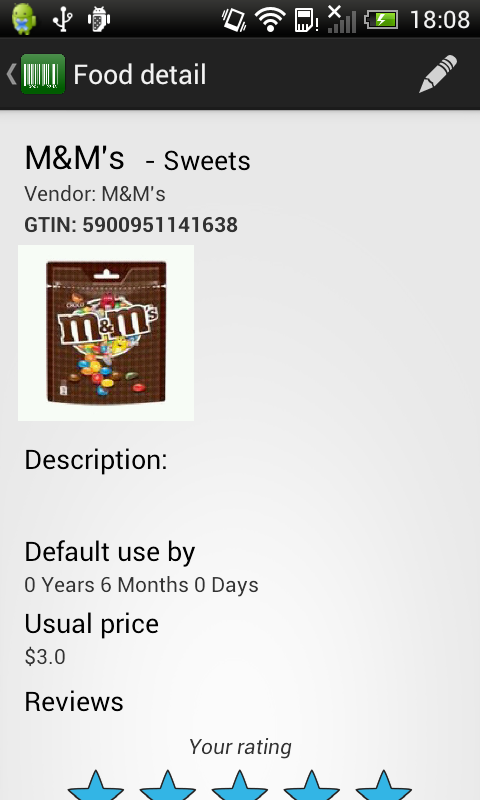 18:08
Food detail
M&M's - Sweets
Vendor: M&M's
GTIN: 5900951141638
m&m's
Description:
Default use by
0 Years 6 Months 0 Days
Usual price
$3.0
Reviews
Your rating